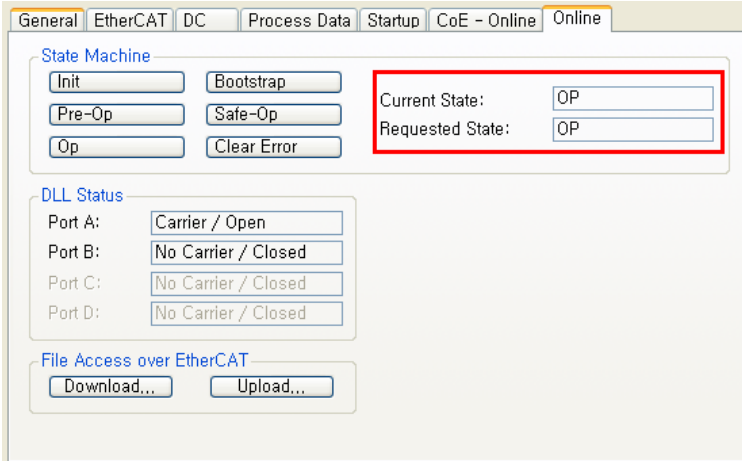 General EtherCAT DC Process Data Startup CoE - Online Online
State Machine
Init Bootstrap
Pre-Op Safe-Op
Op Clear Error
Current State: OP
Requested State: OP
DLL Status
Port A: Carrier / Open
Port B: No Carrier / Closed
Port C: No Carrier / Closed
Port D: No Carrier / Closed
File Access over EtherCAT
Download... Upload...